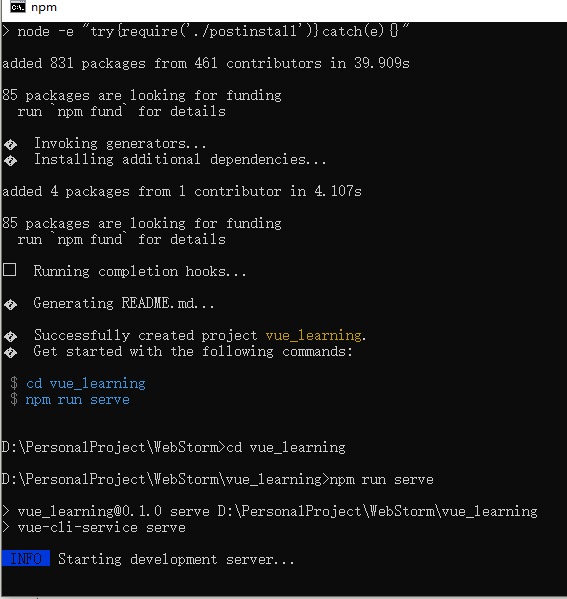 npm
> node -e "try{require('./postinstall')}catch(e){}"
added 831 packages from 461 contributors in 39.909s
85 packages are looking for funding
run `npm fund` for details
� Invoking generators...
� Installing additional dependencies...
added 4 packages from 1 contributor in 4.107s
85 packages are looking for funding
run `npm fund` for details
Running completion hooks...
� Generating README.md...
� Successfully created project vue_learning.
� Get started with the following commands:
$ cd vue_learning
$ npm run serve
D:\PersonalProject\WebStorm>cd vue_learning
D:\PersonalProject\WebStorm\vue_learning>npm run serve
> vue_learning@0.1.0 serve D:\PersonalProject\WebStorm\vue_learning
> vue-cli-service serve
INFO Starting development server...